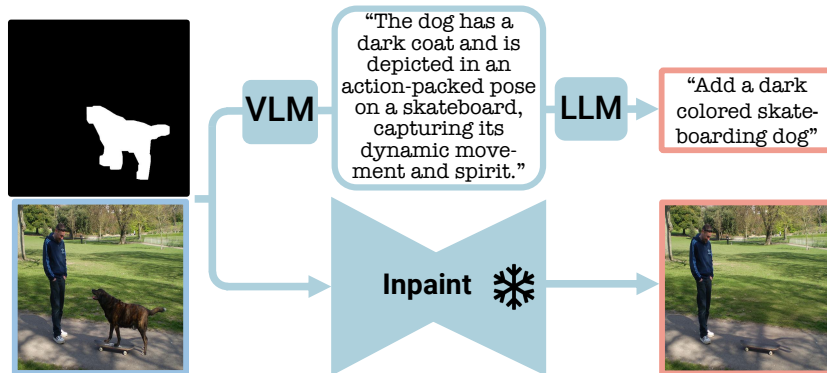 VLM
“The dog has a
dark coat and is
depicted in an
action-packed pose
on a skateboard,
capturing its
dynamic move-
ment and spirit.”
LLM
“Add a dark
colored skate-
boarding dog”
Inpaint